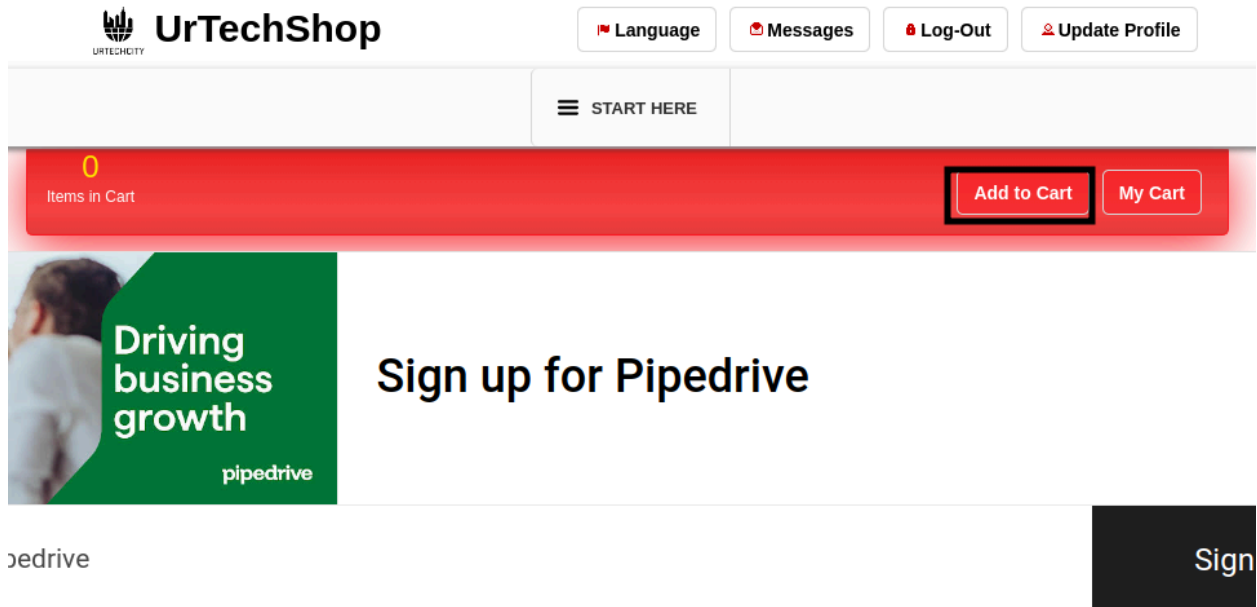 URTECHCITY
UrTechShop
Language
Messages
Log-Out
Update Profile
START HERE
0
Items in Cart
Add to Cart
My Cart
Driving
business
growth
pipedrive
Sign up for Pipedrive
pedrive
Sign